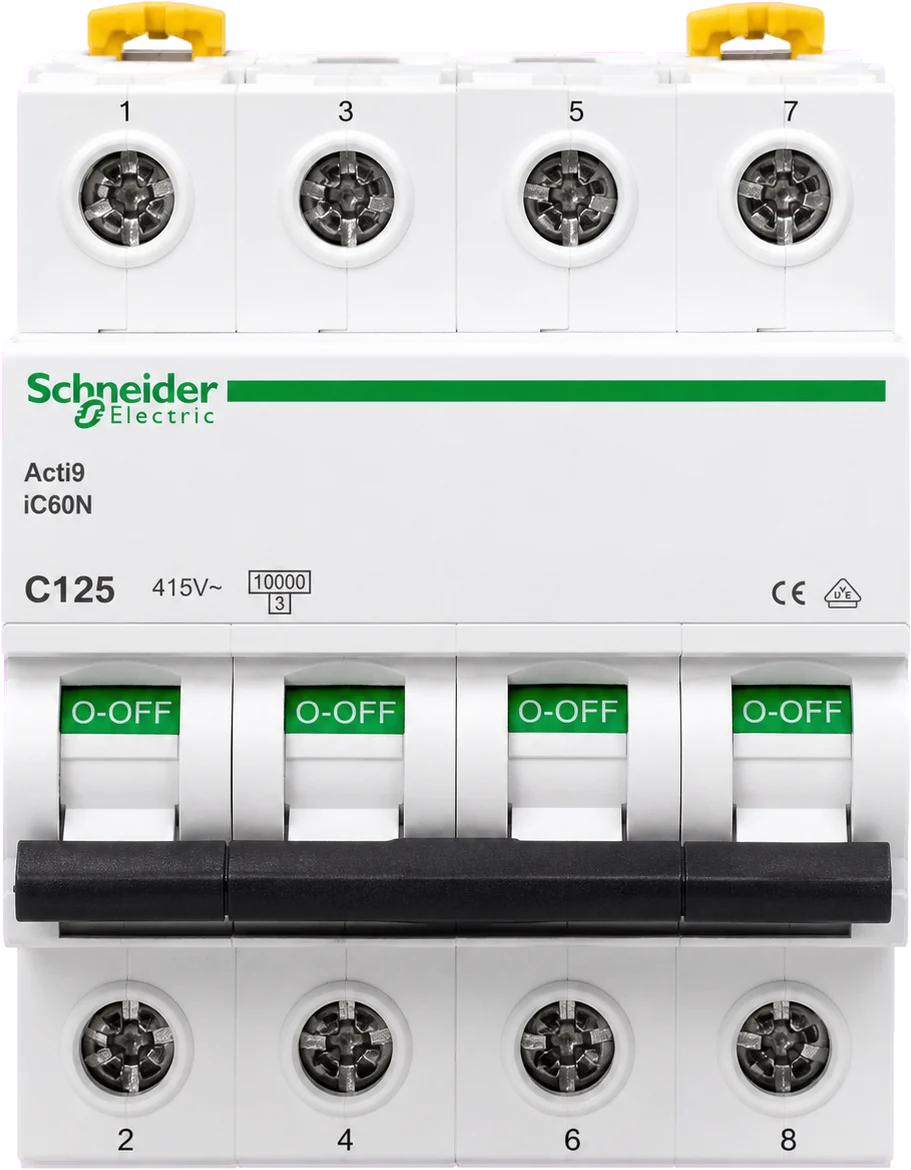 1 3 5 7
Schneider
Electric
Acti9
iC60N
C125 415V~ 10000
3
CE
O-OFF O-OFF O-OFF O-OFF
2 4 6 8